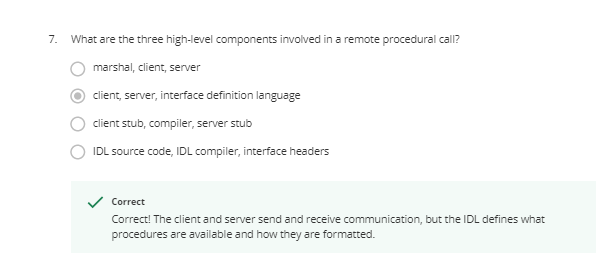 7. What are the three high-level components involved in a remote procedural call?
marshal, client, server
client, server, interface definition language
client stub, compiler, server stub
IDL source code, IDL compiler, interface headers
Correct
Correct! The client and server send and receive communication, but the IDL defines what
procedures are available and how they are formatted.